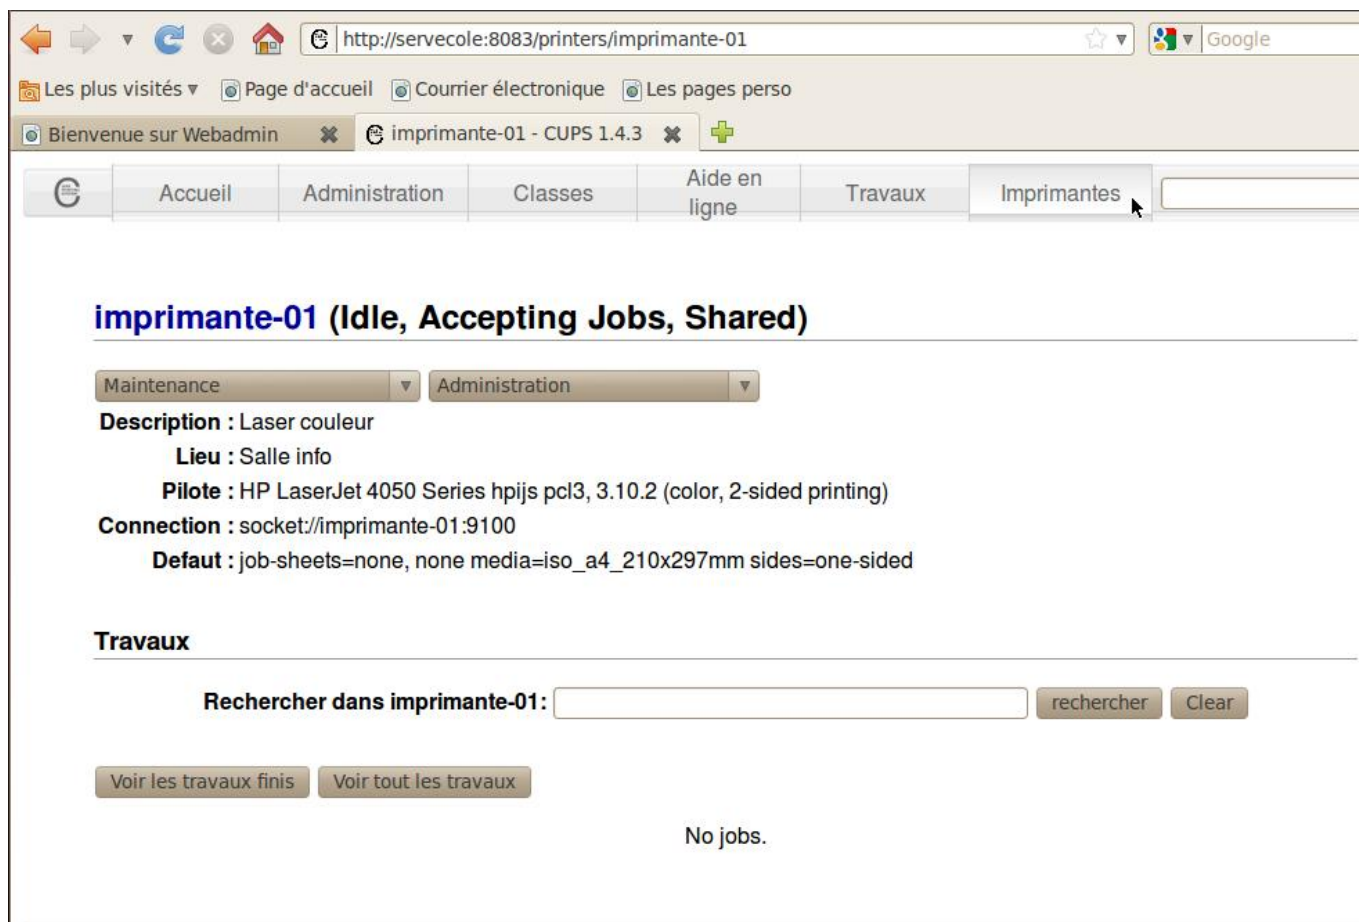 http://servecole:8083/printers/imprimante-01 Google
Les plus visités Page d'accueil Courrier électronique Les pages perso
Bienvenue sur Webadmin imprimante-01 - CUPS 1.4.3
Accueil Administration Classes Aide en ligne Travaux Imprimantes
imprimante-01 (Idle, Accepting Jobs, Shared)
Maintenance Administration
Description : Laser couleur
Lieu : Salle info
Pilote : HP LaserJet 4050 Series hpijs pcl3, 3.10.2 (color, 2-sided printing)
Connection : socket://imprimante-01:9100
Defaut : job-sheets=none, none media=iso_a4_210x297mm sides=one-sided
Travaux
Rechercher dans imprimante-01: rechercher Clear
Voir les travaux finis Voir tout les travaux
No jobs.